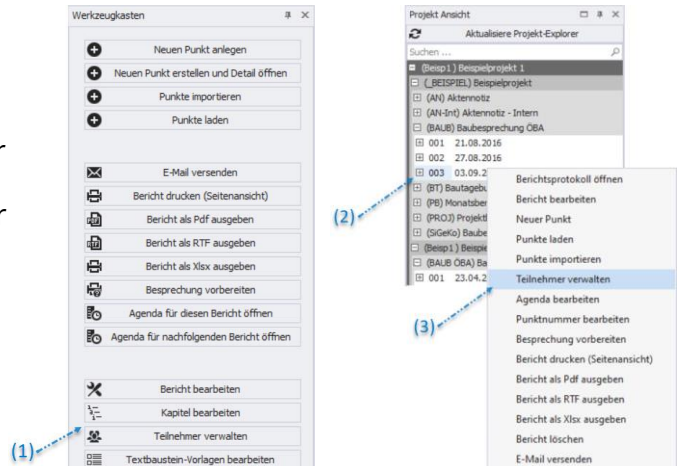 Werkzeugkasten
Neuen Punkt anlegen
Neuen Punkt erstellen und Detail öffnen
Punkte importieren
Punkte laden
E-Mail versenden
Bericht drucken (Seitenansicht)
Bericht als Pdf ausgeben
Bericht als RTF ausgeben
Bericht als Xlsx ausgeben
Besprechung vorbereiten
Agenda für diesen Bericht öffnen
Agenda für nachfolgenden Bericht öffnen
Bericht bearbeiten
Kapitel bearbeiten
(1)
Teilnehmer verwalten
Textbaustein-Vorlagen bearbeiten
Projekt Ansicht
Aktualisiere Projekt-Explorer
Suchen ...
(Beisp1 ) Beispielprojekt 1
(_BEISPIEL) Beispielprojekt
(AN) Aktennotiz
(AN-Int) Aktennotiz - Intern
(BAUB) Baubesprechung ÖBA
001 21.08.2016
002 27.08.2016
003 03.09.2
(BT) Bautagebu
(2)
(PB) Monatsber
(PROJ) Projektl
(SiGeKo) Baube
(Beisp1 ) Beispie
(BAUB ÖBA) Ba
001 23.04.2
Berichtsprotokoll öffnen
Bericht bearbeiten
Neuer Punkt
Punkte laden
Punkte importieren
Teilnehmer verwalten
(3)
Agenda bearbeiten
Punktnummer bearbeiten
Besprechung vorbereiten
Bericht drucken (Seitenansicht)
Bericht als Pdf ausgeben
Bericht als RTF ausgeben
Bericht als Xlsx ausgeben
Bericht löschen
E-Mail versenden